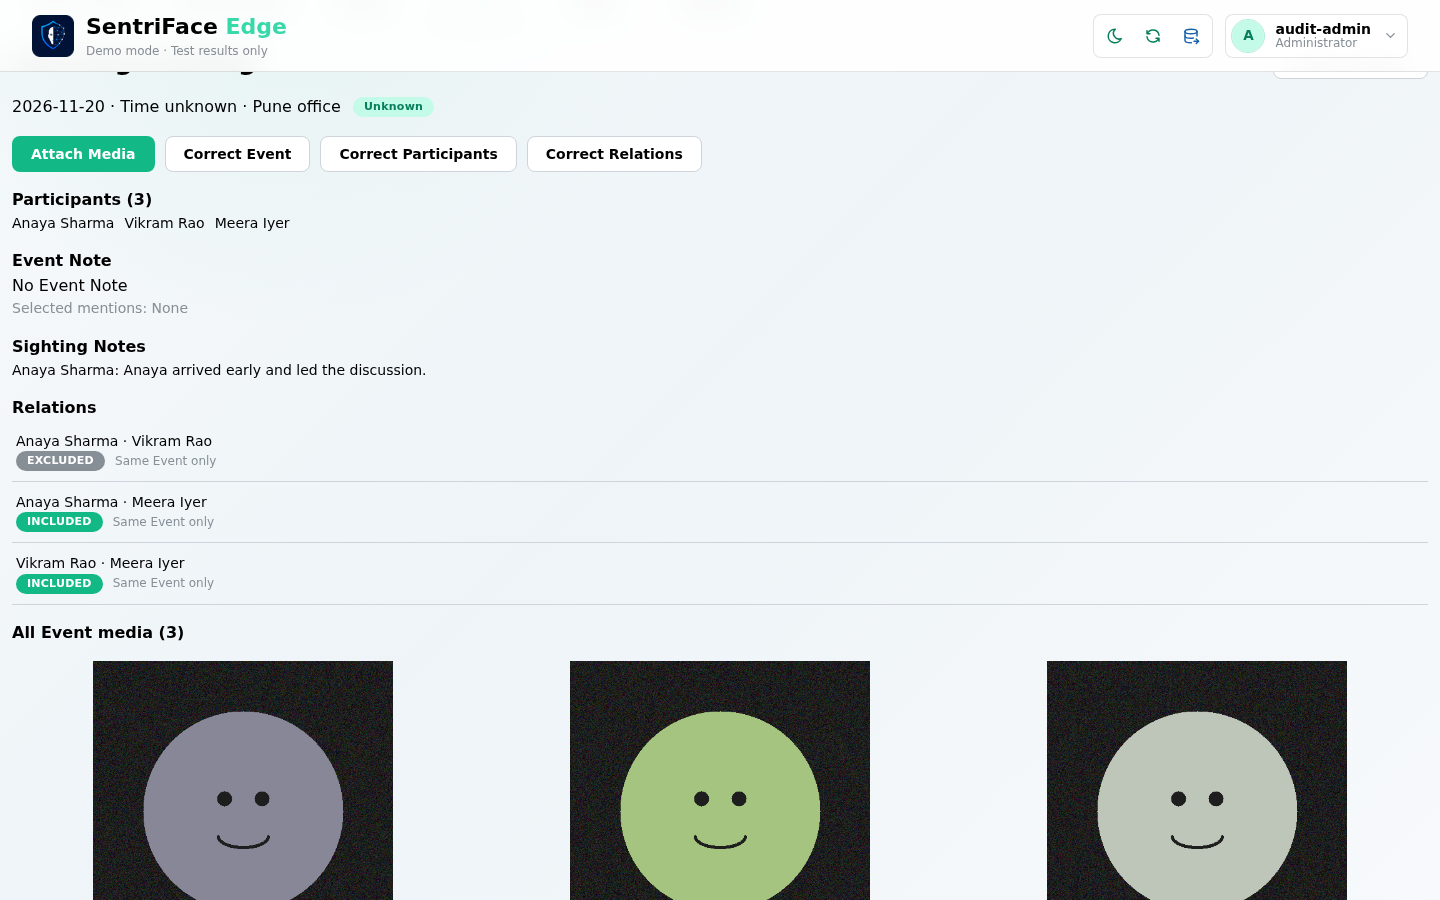 SentriFace Edge
Demo mode · Test results only
A
audit-admin
Administrator
2026-11-20 · Time unknown · Pune office
Unknown
Attach Media
Correct Event
Correct Participants
Correct Relations
Participants (3)
Anaya Sharma Vikram Rao Meera Iyer
Event Note
No Event Note
Selected mentions: None
Sighting Notes
Anaya Sharma: Anaya arrived early and led the discussion.
Relations
Anaya Sharma · Vikram Rao
EXCLUDED Same Event only
Anaya Sharma · Meera Iyer
INCLUDED Same Event only
Vikram Rao · Meera Iyer
INCLUDED Same Event only
All Event media (3)